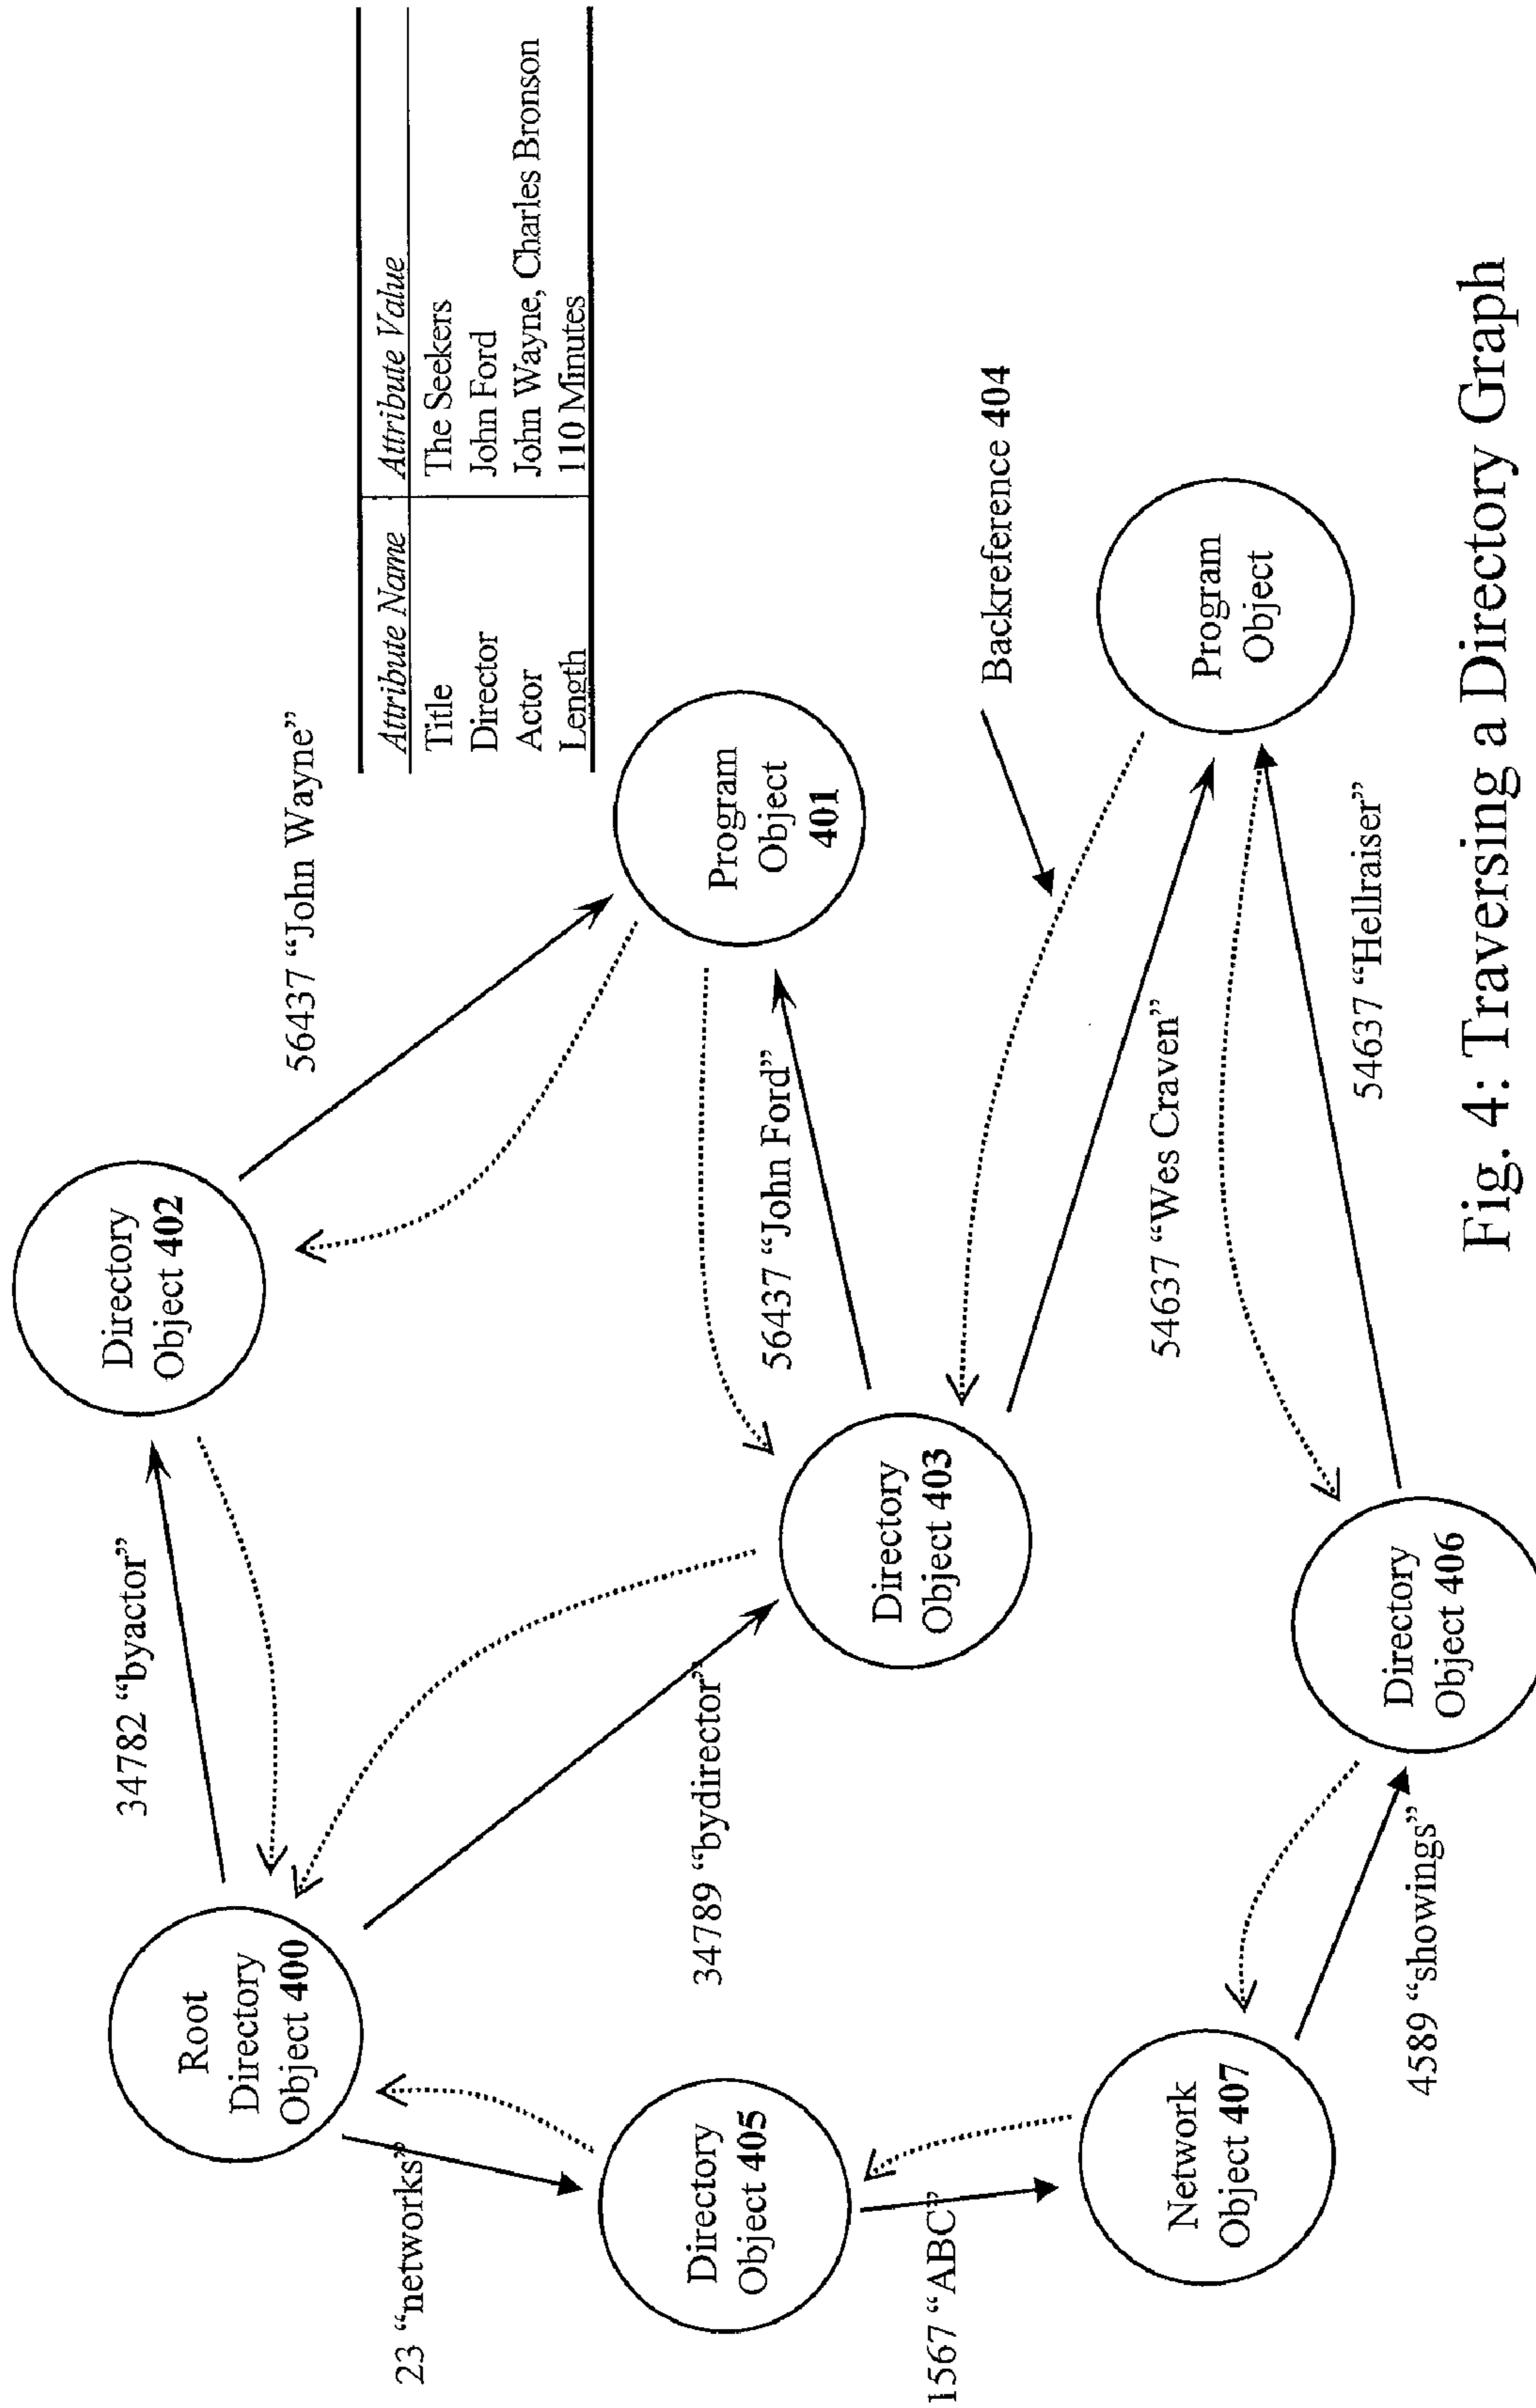 34782 “byactor”
56437 “John Wayne”
Root
Directory
Object 400
Directory
Object 402
Attribute Name Attribute Value
Title The Seekers
Director John Ford
Actor John Wayne, Charles Bronson
Length 110 Minutes
23 “networks”
34789 “bydirector”
Program
Object
401
Directory
Object 405
Directory
Object 403
56437 “John Ford”
Backreference 404
1567 “ABC”
54637 “Wes Craven”
Program
Object
Network
Object 407
Directory
Object 406
4589 “showings”
54637 “Hellraiser”
Fig. 4: Traversing a Directory Graph